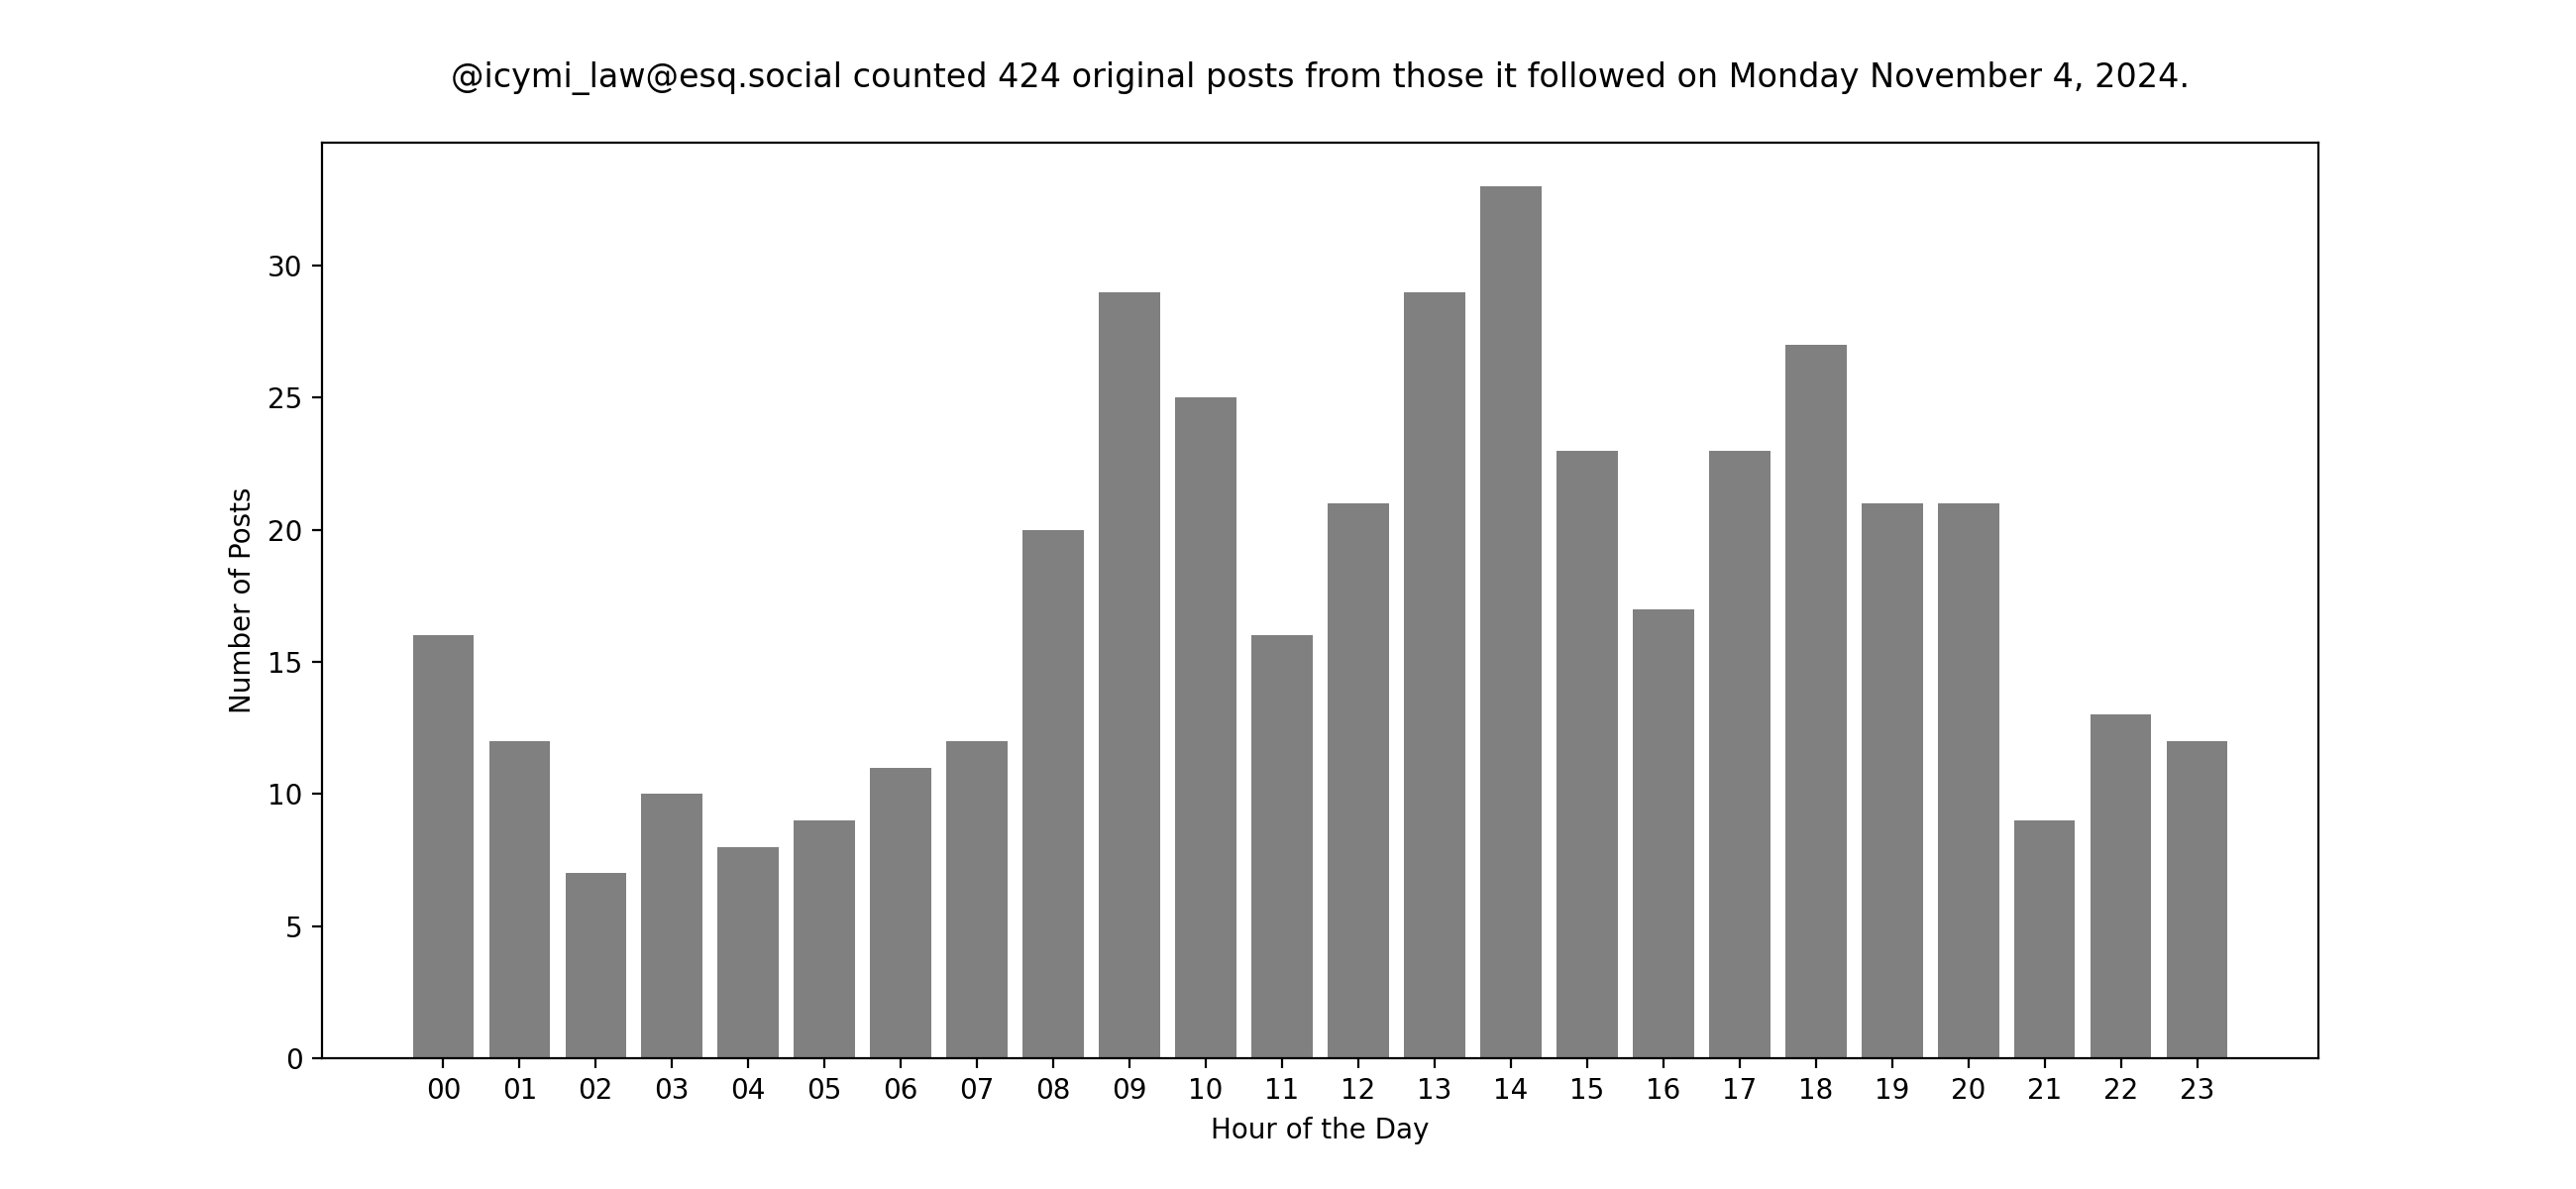 @icymi_law@esq.social counted 424 original posts from those it followed on Monday November 4, 2024.
30
25
20
15
10
5
0
Number of Posts
00 01 02 03 04 05 06 07 08 09 10 11 12 13 14 15 16 17 18 19 20 21 22 23
Hour of the Day